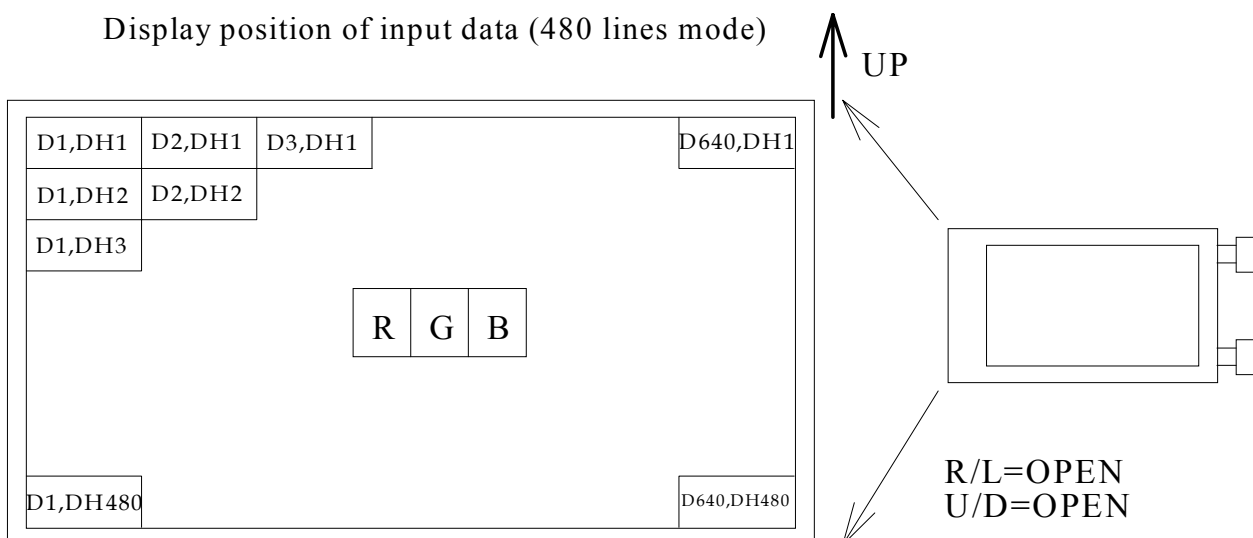 Display position of input data (480 lines mode)
UP
D1,DH1 D2,DH1 D3,DH1 D640,DH1
D1,DH2 D2,DH2
D1,DH3
R G B
D1,DH480 D640,DH480
R/L=OPEN
U/D=OPEN